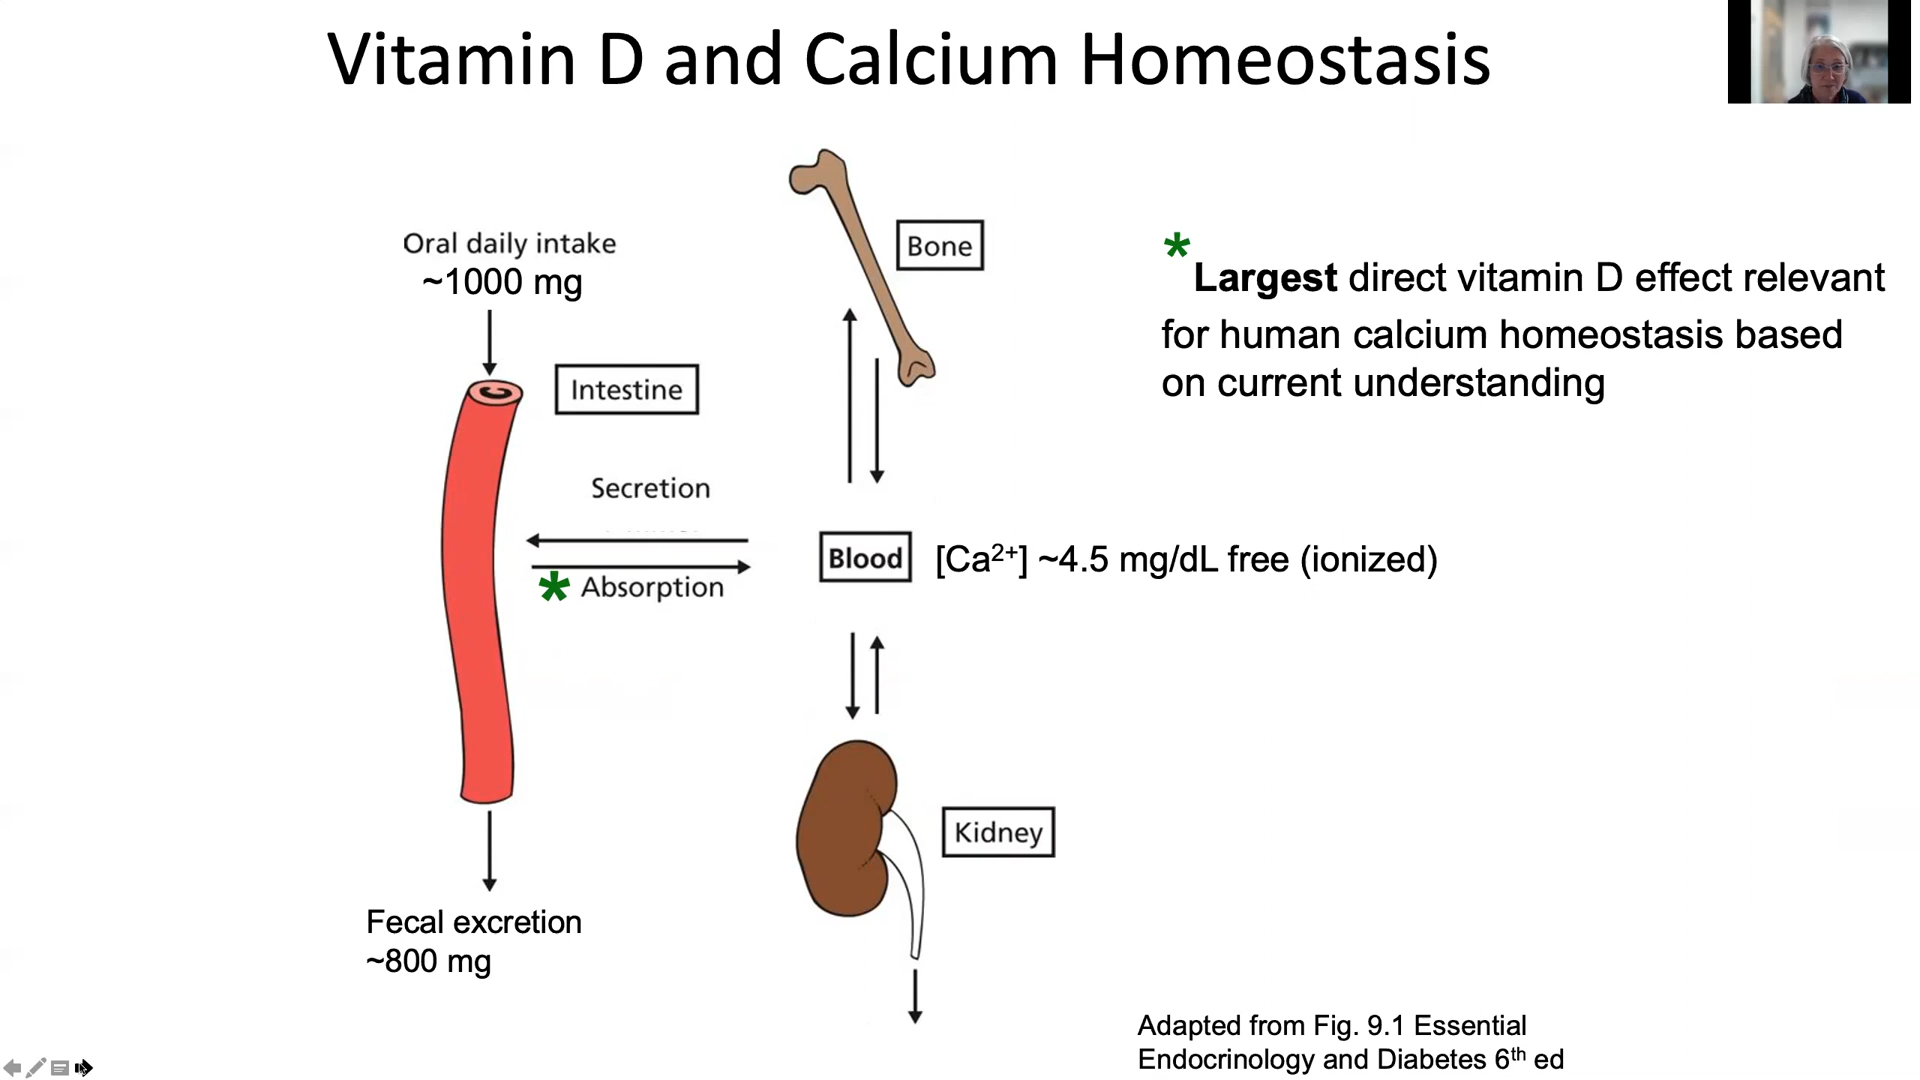 Vitamin D and Calcium Homeostasis
Oral daily intake
~1000 mg
Bone
*
Largest direct vitamin D effect relevant
for human calcium homeostasis based
on current understanding
Intestine
Secretion
Blood
[Ca²⁺] ~4.5 mg/dL free (ionized)
* Absorption
Kidney
Fecal excretion
~800 mg
Adapted from Fig. 9.1 Essential
Endocrinology and Diabetes 6ᵗʰ ed